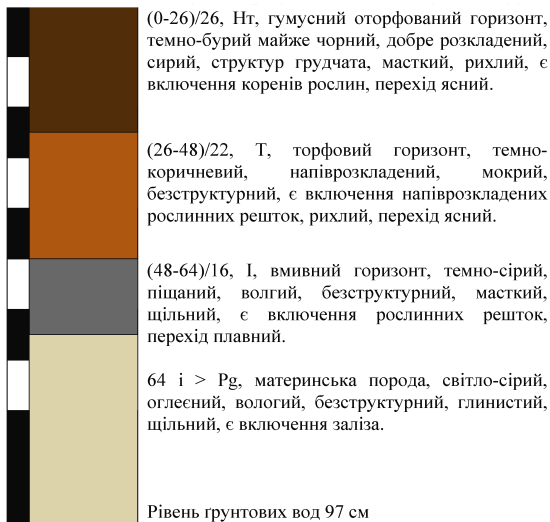 (0-26)/26, Нт, гумусний оторфований горизонт,
темно-бурий майже чорний, добре розкладений,
сирий, структур грудчата, масткий, рихлий, є
включення коренів рослин, перехід ясний.
(26-48)/22, Т, торфовий горизонт, темно-
коричневий, напіврозкладений, мокрий,
безструктурний, є включення напіврозкладених
рослинних решток, рихлий, перехід ясний.
(48-64)/16, І, вмивний горизонт, темно-сірий,
піщаний, волгий, безструктурний, масткий,
щільний, є включення рослинних решток,
перехід плавний.
64 і > Pg, материнська порода, світло-сірий,
оглеєний, вологий, безструктурний, глинистий,
щільний, є включення заліза.
Рівень ґрунтових вод 97 см